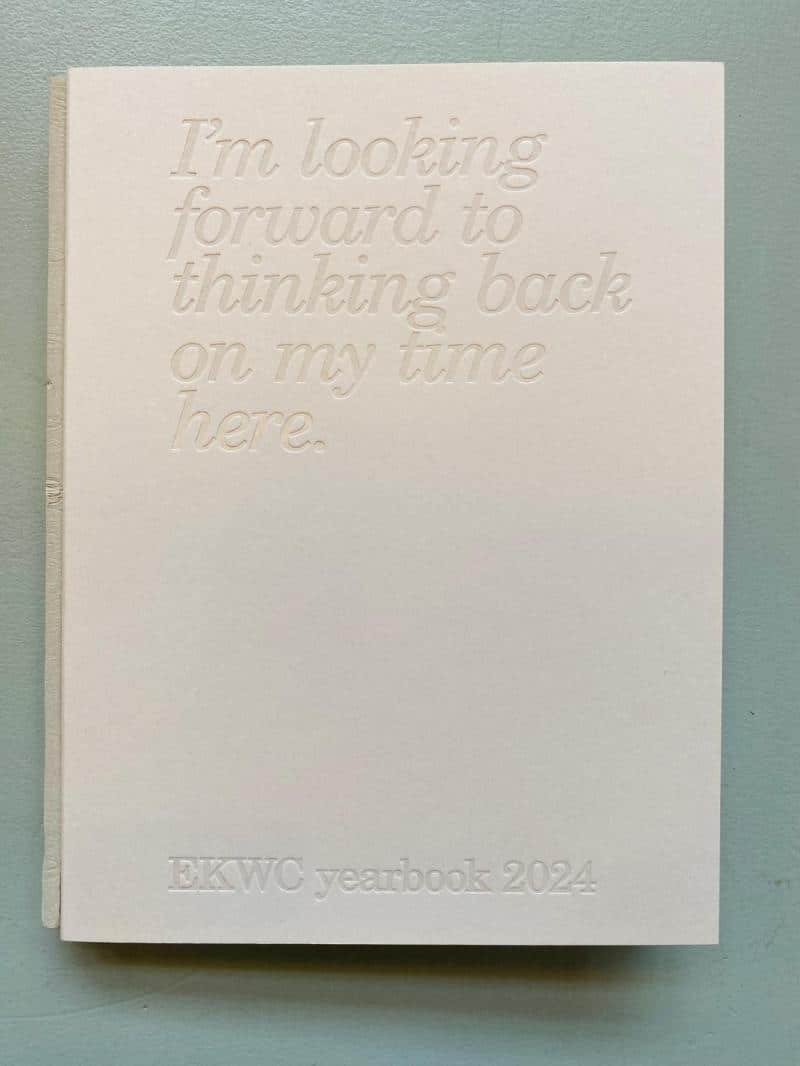 I'm looking
forward to
thinking back
on my time
here.
EKWC yearbook 2024